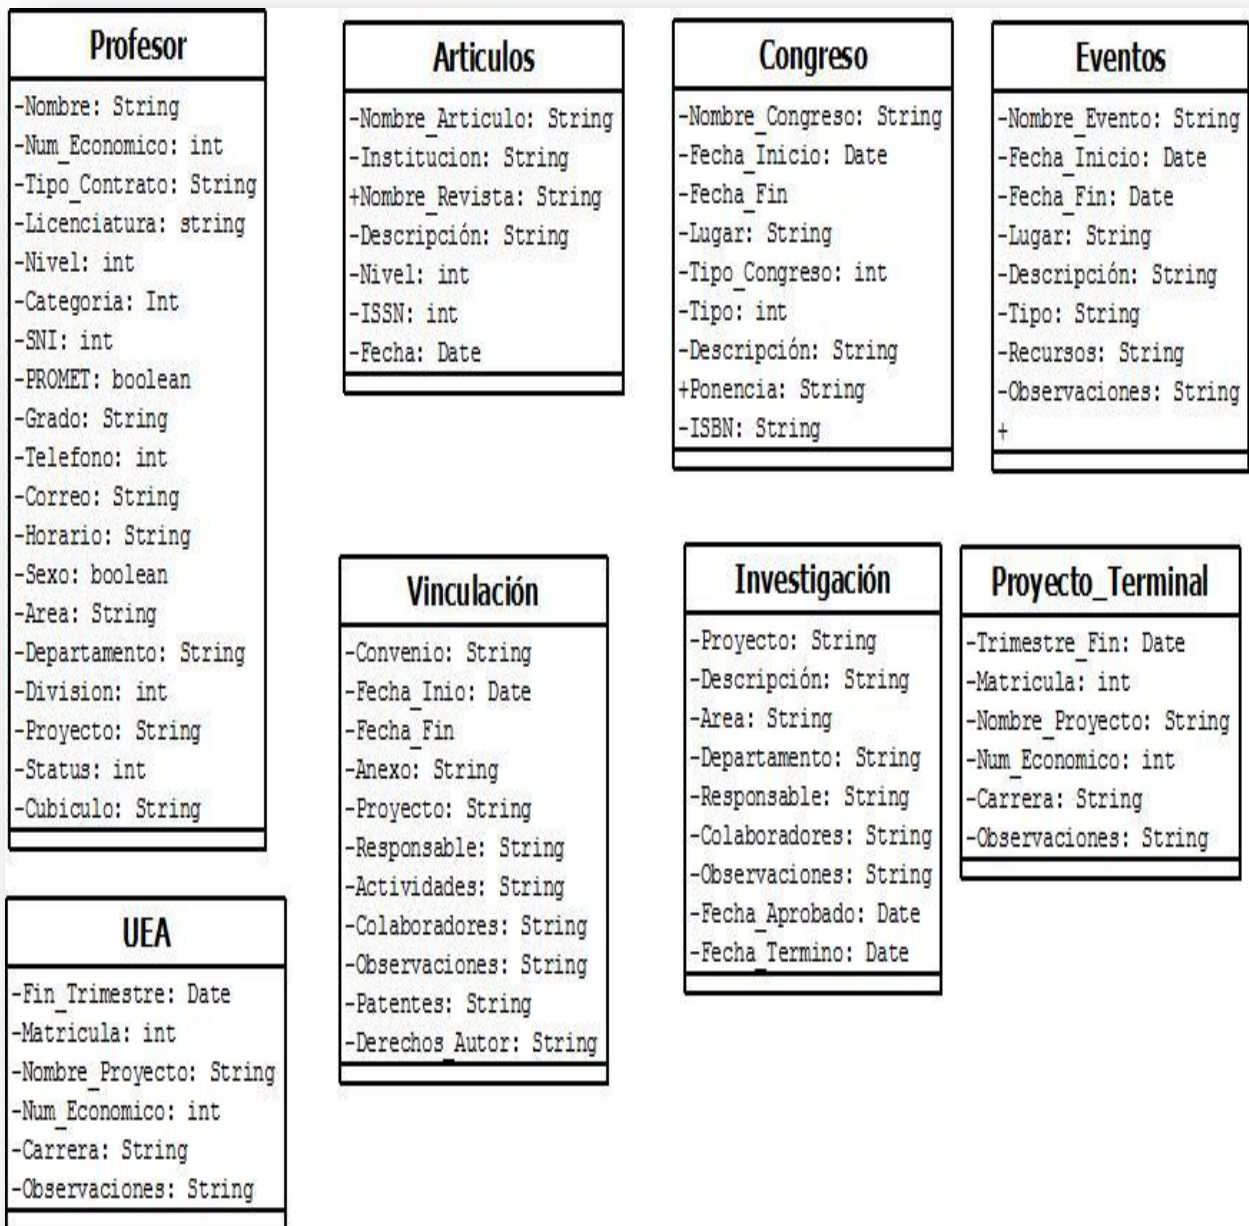 Profesor
-Nombre: String
-Num_Economico: int
-Tipo_Contrato: String
-Licenciatura: string
-Nivel: int
-Categoria: Int
-SNI: int
-PROMET: boolean
-Grado: String
-Telefono: int
-Correo: String
-Horario: String
-Sexo: boolean
-Area: String
-Departamento: String
-Division: int
-Proyecto: String
-Status: int
-Cubiculo: String
Articulos
-Nombre_Articulo: String
-Institucion: String
+Nombre_Revista: String
-Descripción: String
-Nivel: int
-ISSN: int
-Fecha: Date
Congreso
-Nombre_Congreso: String
-Fecha_Inicio: Date
-Fecha_Fin
-Lugar: String
-Tipo_Congreso: int
-Tipo: int
-Descripción: String
+Ponencia: String
-ISBN: String
Eventos
-Nombre_Evento: String
-Fecha_Inicio: Date
-Fecha_Fin: Date
-Lugar: String
-Descripción: String
-Tipo: String
-Recursos: String
-Observaciones: String
+
Vinculación
-Convenio: String
-Fecha_Inio: Date
-Fecha_Fin
-Anexo: String
-Proyecto: String
-Responsable: String
-Actividades: String
-Colaboradores: String
-Observaciones: String
-Patentes: String
-Derechos_Autor: String
Investigación
-Proyecto: String
-Descripción: String
-Area: String
-Departamento: String
-Responsable: String
-Colaboradores: String
-Observaciones: String
-Fecha_Aprobado: Date
-Fecha_Termino: Date
Proyecto_Terminal
-Trimestre_Fin: Date
-Matricula: int
-Nombre_Proyecto: String
-Num_Economico: int
-Carrera: String
-Observaciones: String
UEA
-Fin_Trimestre: Date
-Matricula: int
-Nombre_Proyecto: String
-Num_Economico: int
-Carrera: String
-Observaciones: String